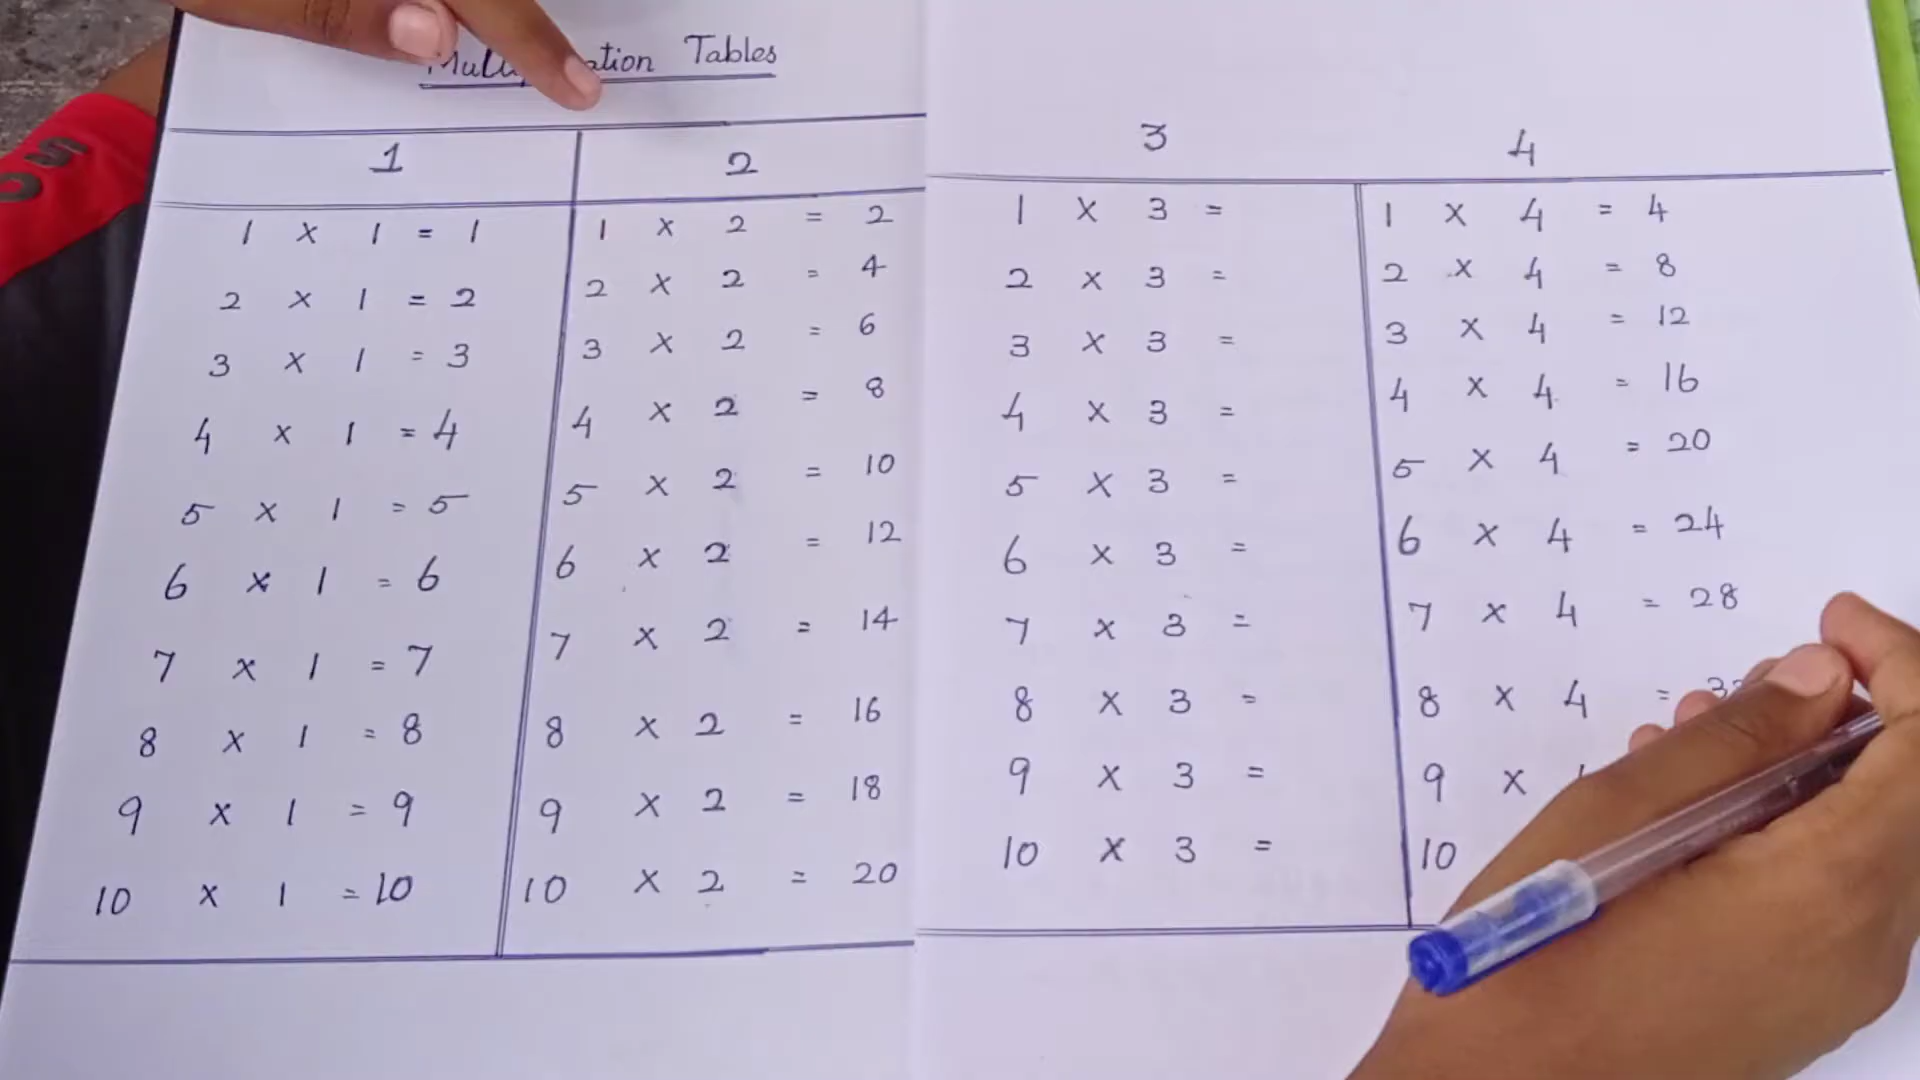 Tables
1 2
1 x 1 = 1 1 x 2 = 2
2 x 1 = 2 2 x 2 = 4
3 x 1 = 3 3 x 2 = 6
4 x 1 = 4 4 x 2 = 8
5 x 1 = 5 5 x 2 = 10
6 x 1 = 6 6 x 2 = 12
7 x 1 = 7 7 x 2 = 14
8 x 1 = 8 8 x 2 = 16
9 x 1 = 9 9 x 2 = 18
10 x 1 = 10 10 x 2 = 20
3 4
1 x 3 = 1 x 4 = 4
2 x 3 = 2 x 4 = 8
3 x 3 = 3 x 4 = 12
4 x 3 = 4 x 4 = 16
5 x 3 = 5 x 4 = 20
6 x 3 = 6 x 4 = 24
7 x 3 = 7 x 4 = 28
8 x 3 = 8 x 4 =
9 x 3 = 9 x
10 x 3 = 10